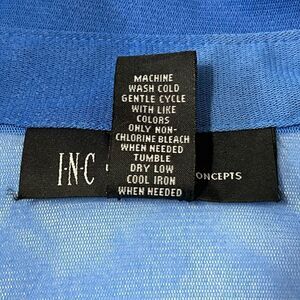 MACHINE
WASH COLD
GENTLE CYCLE
WITH LIKE
COLORS
ONLY NON-
CHLORINE BLEACH
WHEN NEEDED
TUMBLE
DRY LOW
COOL IRON
WHEN NEEDED
I·N·C
ONCEPTS